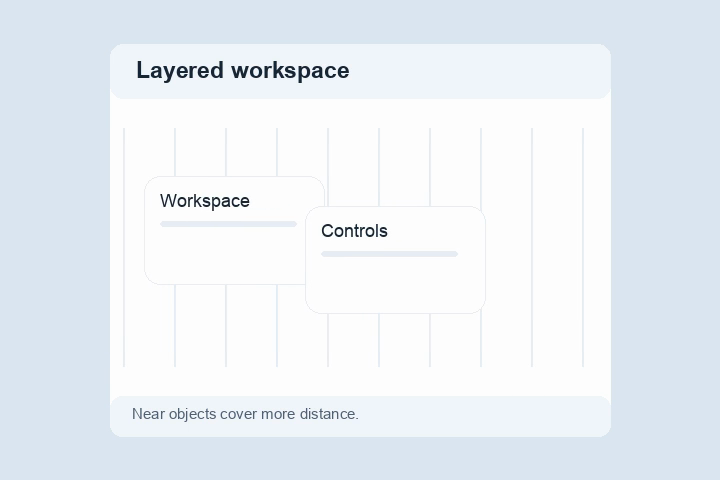 Layered workspace
Workspace
Controls
Near objects cover more distance.